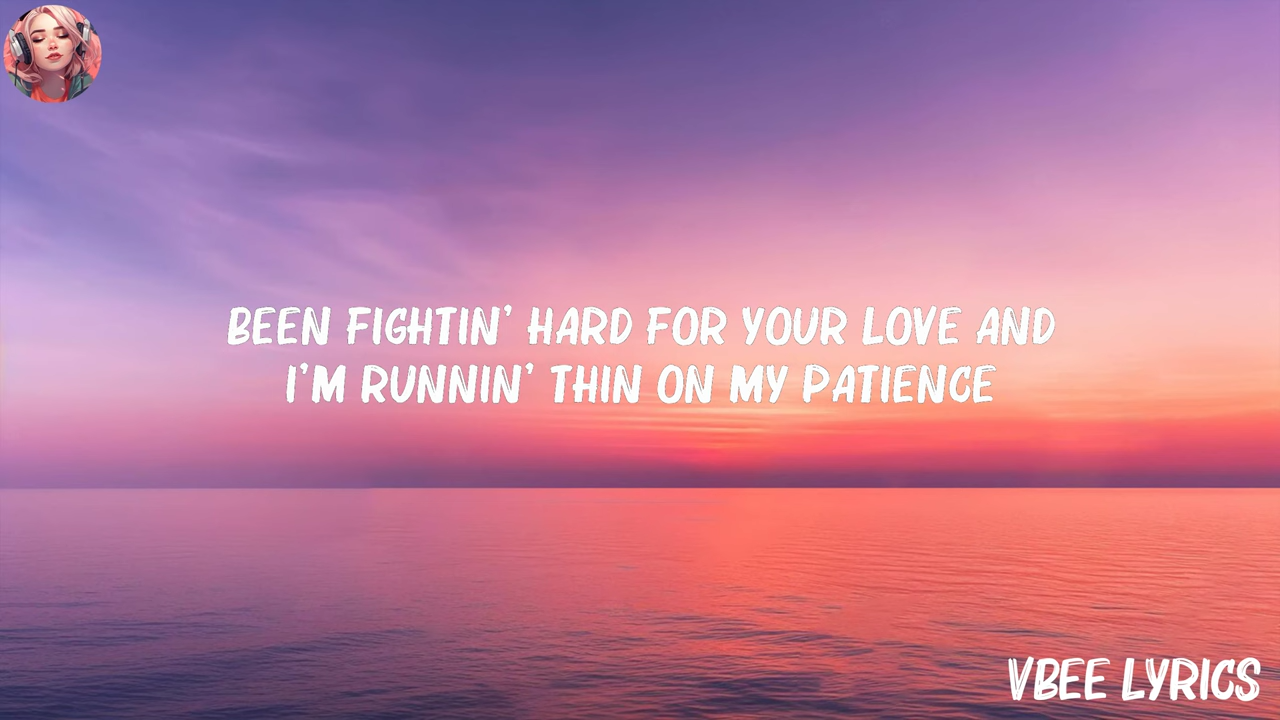 BEEN FIGHTIN' HARD FOR YOUR LOVE AND
I'M RUNNIN' THIN ON MY PATIENCE
VBEE LYRICS